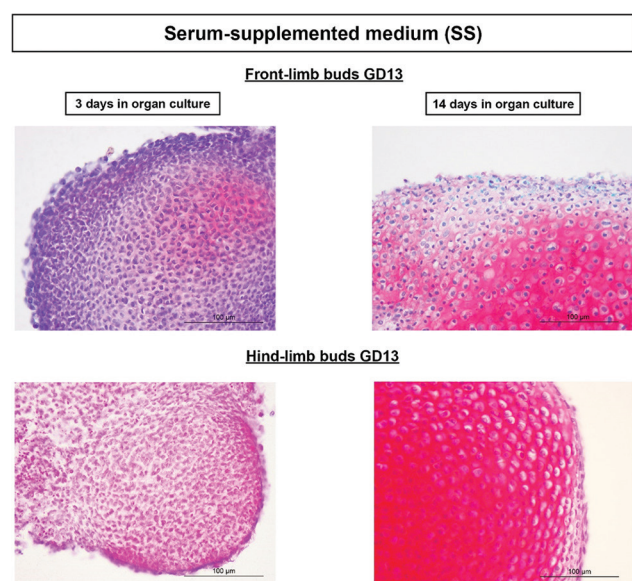 Serum-supplemented medium (SS)
Front-limb buds GD13
3 days in organ culture
14 days in organ culture
100 µm
100 µm
Hind-limb buds GD13
100 µm
100 µm